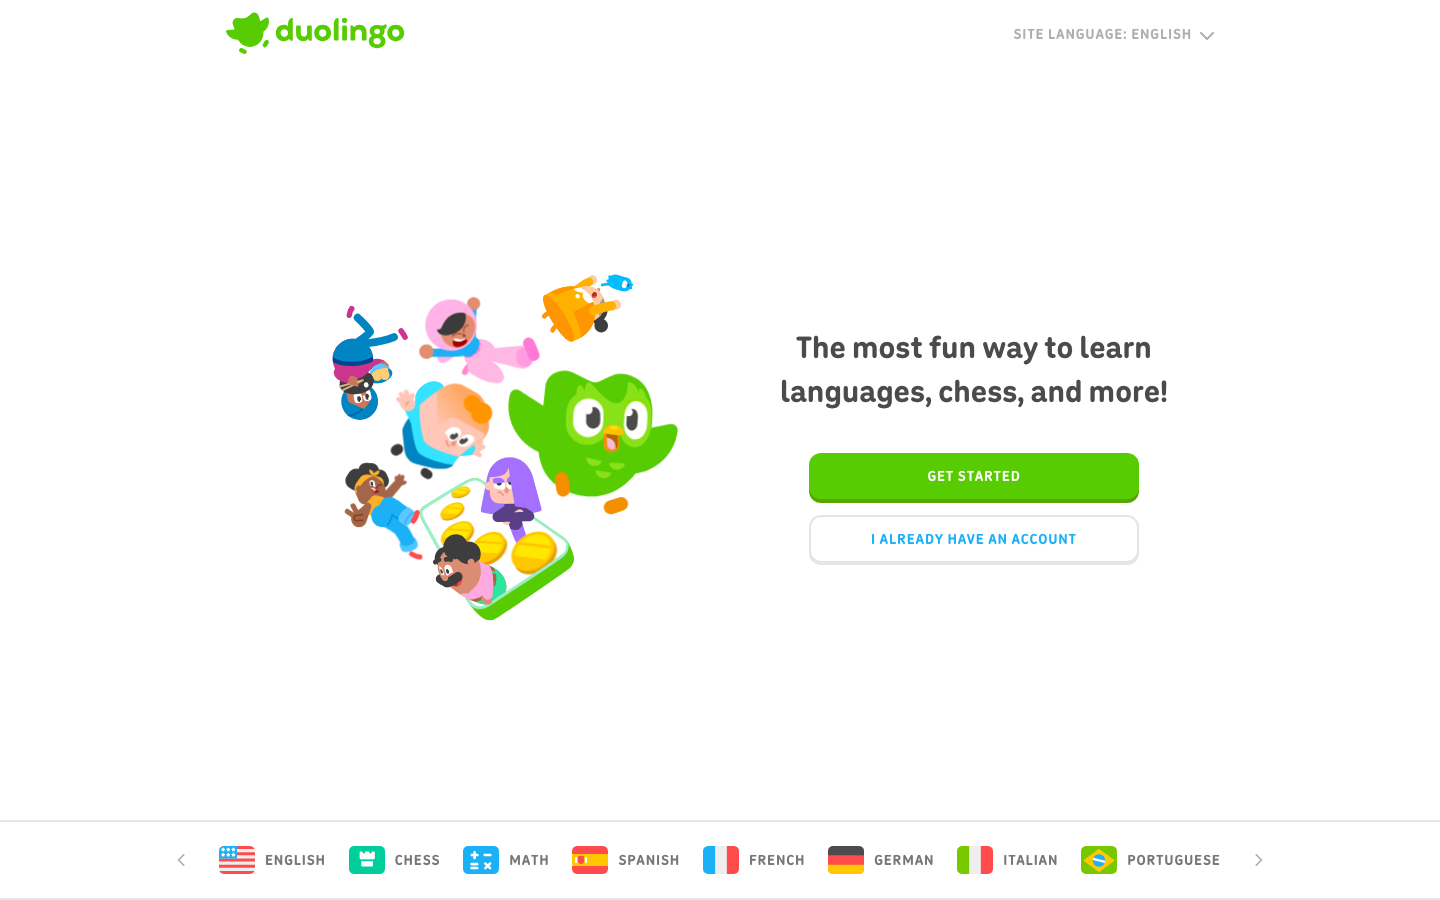 duolingo
SITE LANGUAGE: ENGLISH
The most fun way to learn
languages, chess, and more!
GET STARTED
I ALREADY HAVE AN ACCOUNT
ENGLISH
CHESS
MATH
SPANISH
FRENCH
GERMAN
ITALIAN
PORTUGUESE